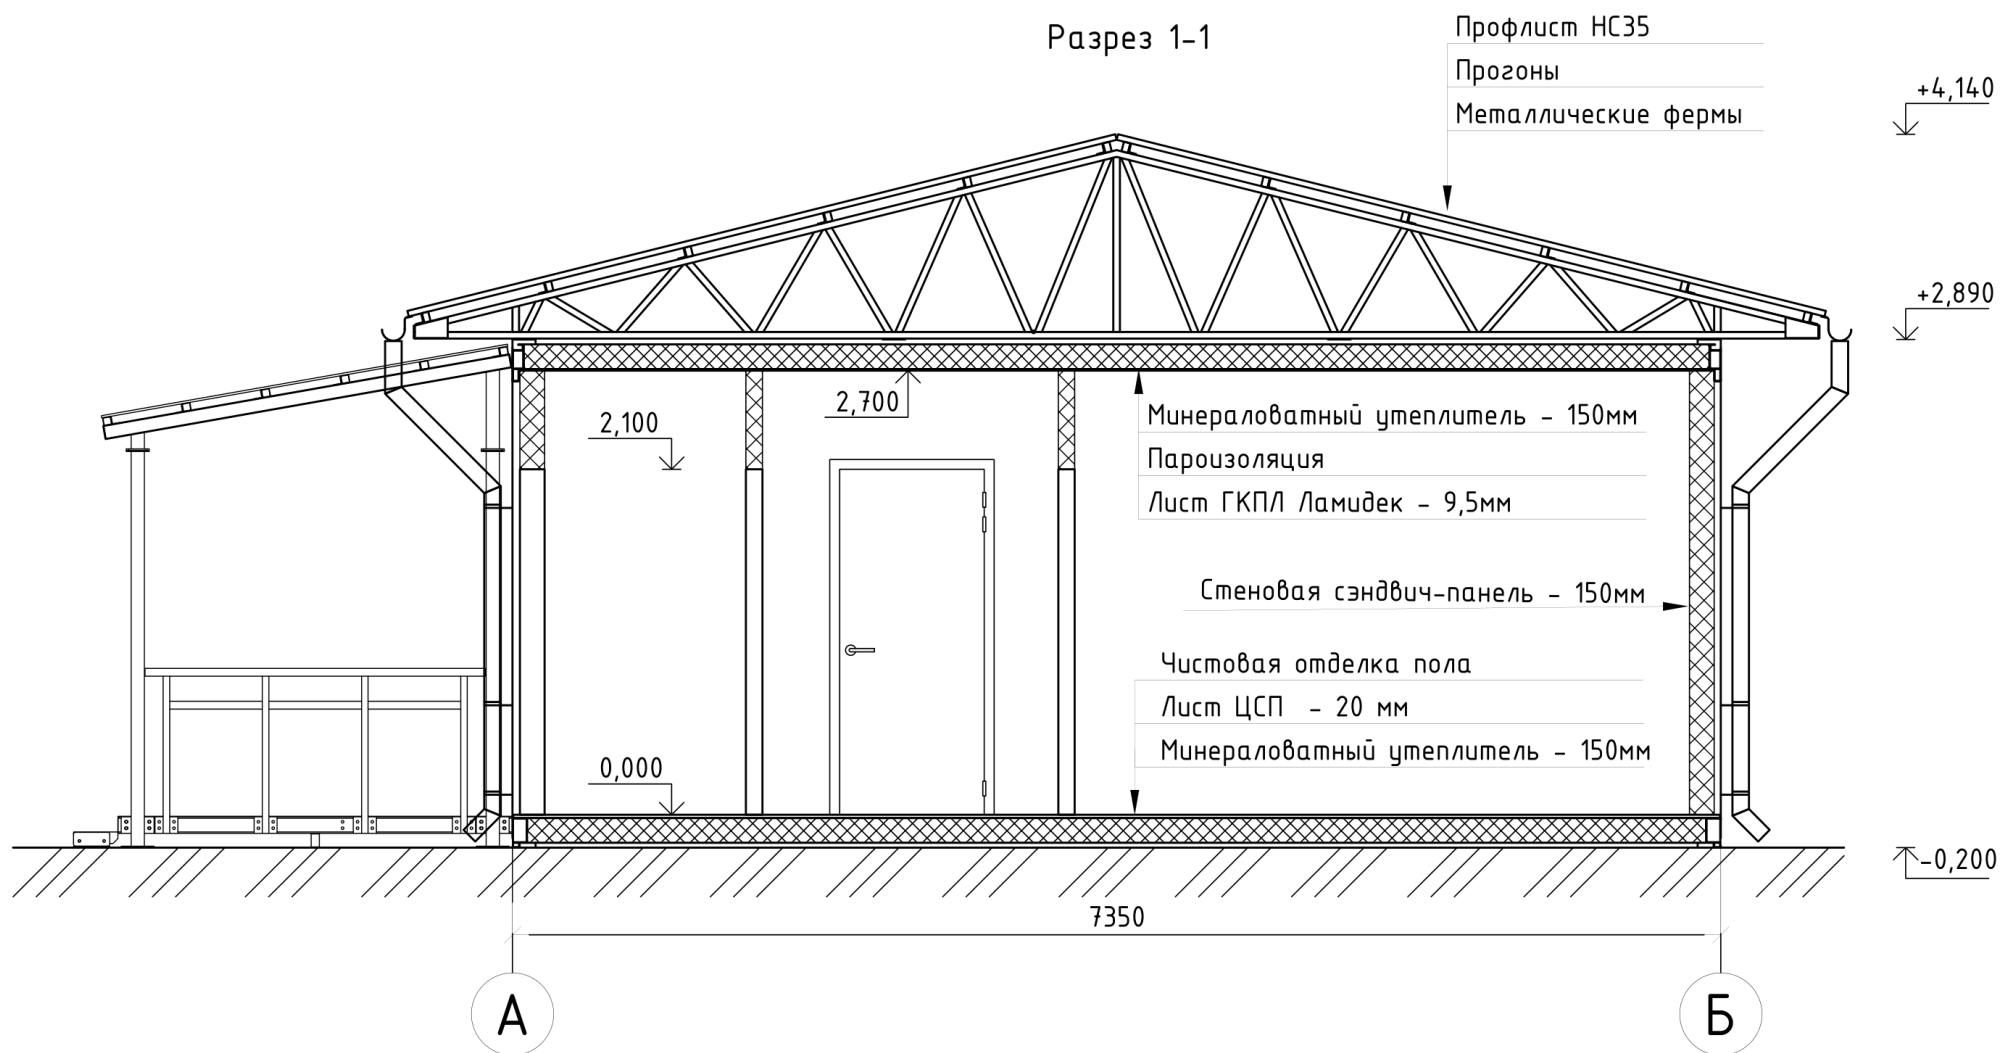 Разрез 1-1
Профлист НС35
Прогоны
Металлические фермы
+4,140
+2,890
2,700
2,100
Минераловатный утеплитель - 150мм
Пароизоляция
Лист ГКПЛ Ламидек - 9,5мм
Стеновая сэндвич-панель - 150мм
Чистовая отделка пола
Лист ЦСП - 20 мм
Минераловатный утеплитель - 150мм
0,000
-0,200
7350
А
Б